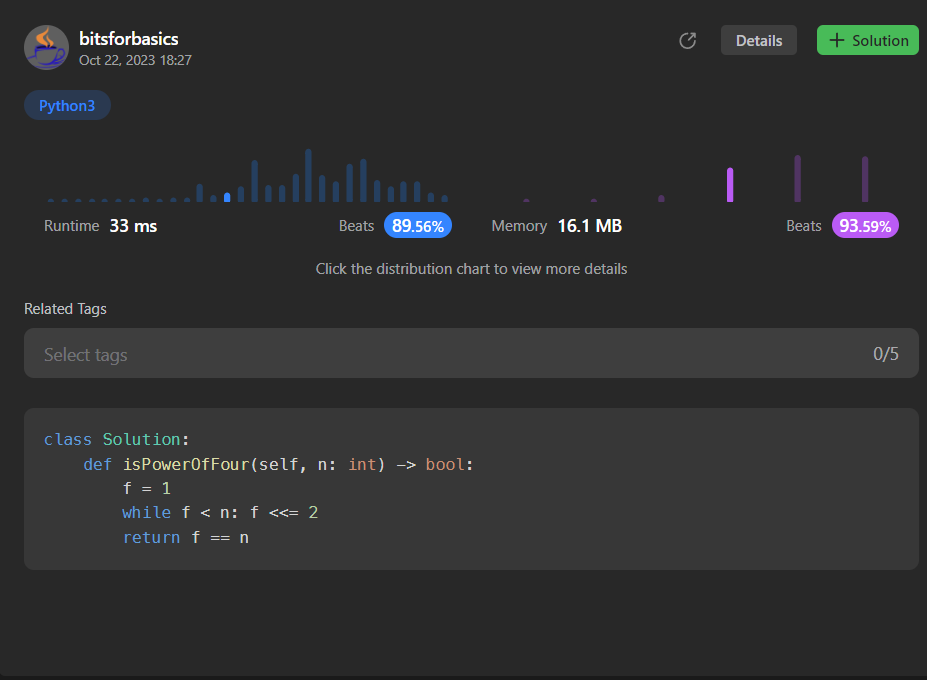 bitsforbasics
Oct 22, 2023 18:27
Details
+ Solution
Python3
Runtime 33 ms Beats 89.56% Memory 16.1 MB Beats 93.59%
Click the distribution chart to view more details
Related Tags
Select tags 0/5
class Solution:
    def isPowerOfFour(self, n: int) -> bool:
        f = 1
        while f < n: f <<= 2
        return f == n